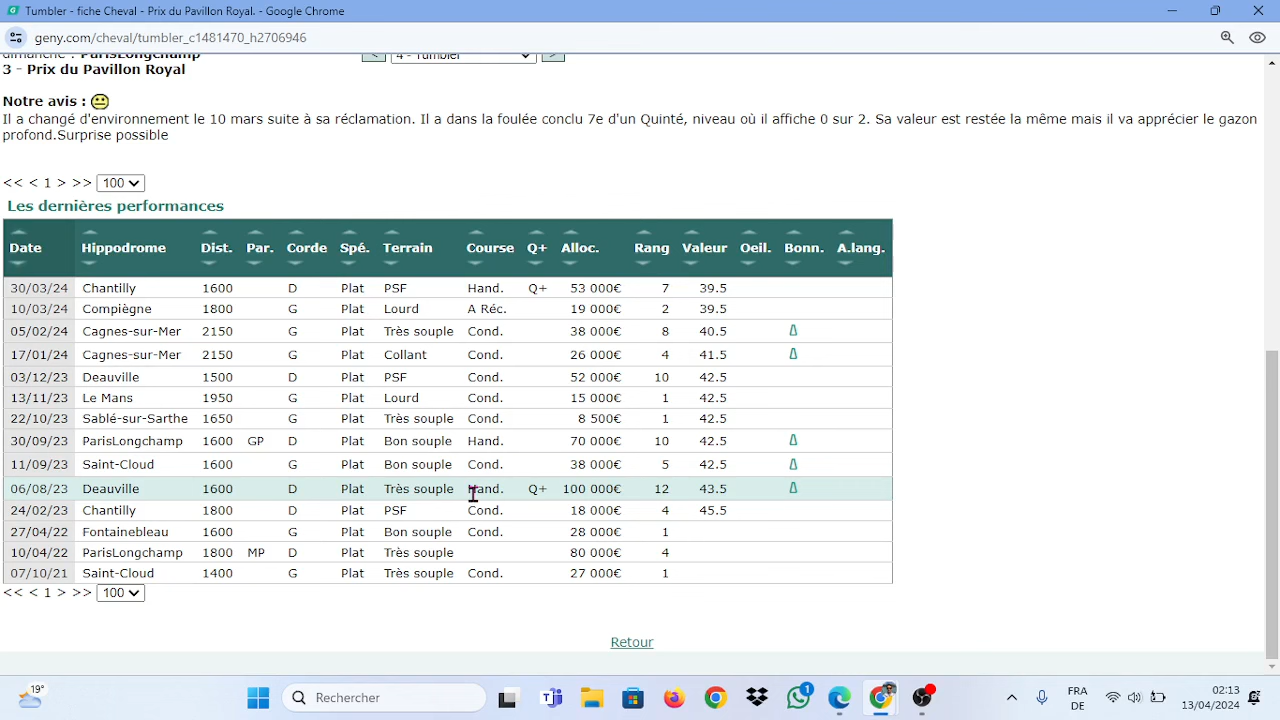 Tumbler - fiche Cheval - Prix du Pavillon Royal. - Google Chrome
geny.com/cheval/tumbler_c1481470_h2706946
dimanche : ParisLongchamp
< 4 - Tumbler >
3 - Prix du Pavillon Royal
Notre avis :
Il a changé d'environnement le 10 mars suite à sa réclamation. Il a dans la foulée conclu 7e d'un Quinté, niveau où il affiche 0 sur 2. Sa valeur est restée la même mais il va apprécier le gazon
profond.Surprise possible
<< < 1 > >> 100
Les dernières performances
Date Hippodrome Dist. Par. Corde Spé. Terrain Course Q+ Alloc. Rang Valeur Oeil. Bonn. A.lang.
30/03/24 Chantilly 1600 D Plat PSF Hand. Q+ 53 000€ 7 39.5
10/03/24 Compiègne 1800 G Plat Lourd A Réc. 19 000€ 2 39.5
05/02/24 Cagnes-sur-Mer 2150 G Plat Très souple Cond. 38 000€ 8 40.5
17/01/24 Cagnes-sur-Mer 2150 G Plat Collant Cond. 26 000€ 4 41.5
03/12/23 Deauville 1500 D Plat PSF Cond. 52 000€ 10 42.5
13/11/23 Le Mans 1950 G Plat Lourd Cond. 15 000€ 1 42.5
22/10/23 Sablé-sur-Sarthe 1650 G Plat Très souple Cond. 8 500€ 1 42.5
30/09/23 ParisLongchamp 1600 GP D Plat Bon souple Hand. 70 000€ 10 42.5
11/09/23 Saint-Cloud 1600 G Plat Bon souple Cond. 38 000€ 5 42.5
06/08/23 Deauville 1600 D Plat Très souple Hand. Q+ 100 000€ 12 43.5
24/02/23 Chantilly 1800 D Plat PSF Cond. 18 000€ 4 45.5
27/04/22 Fontainebleau 1600 G Plat Bon souple Cond. 28 000€ 1
10/04/22 ParisLongchamp 1800 MP D Plat Très souple 80 000€ 4
07/10/21 Saint-Cloud 1400 G Plat Très souple Cond. 27 000€ 1
<< < 1 > >> 100
Retour
19°
Rechercher
1
FRA
DE
02:13
13/04/2024